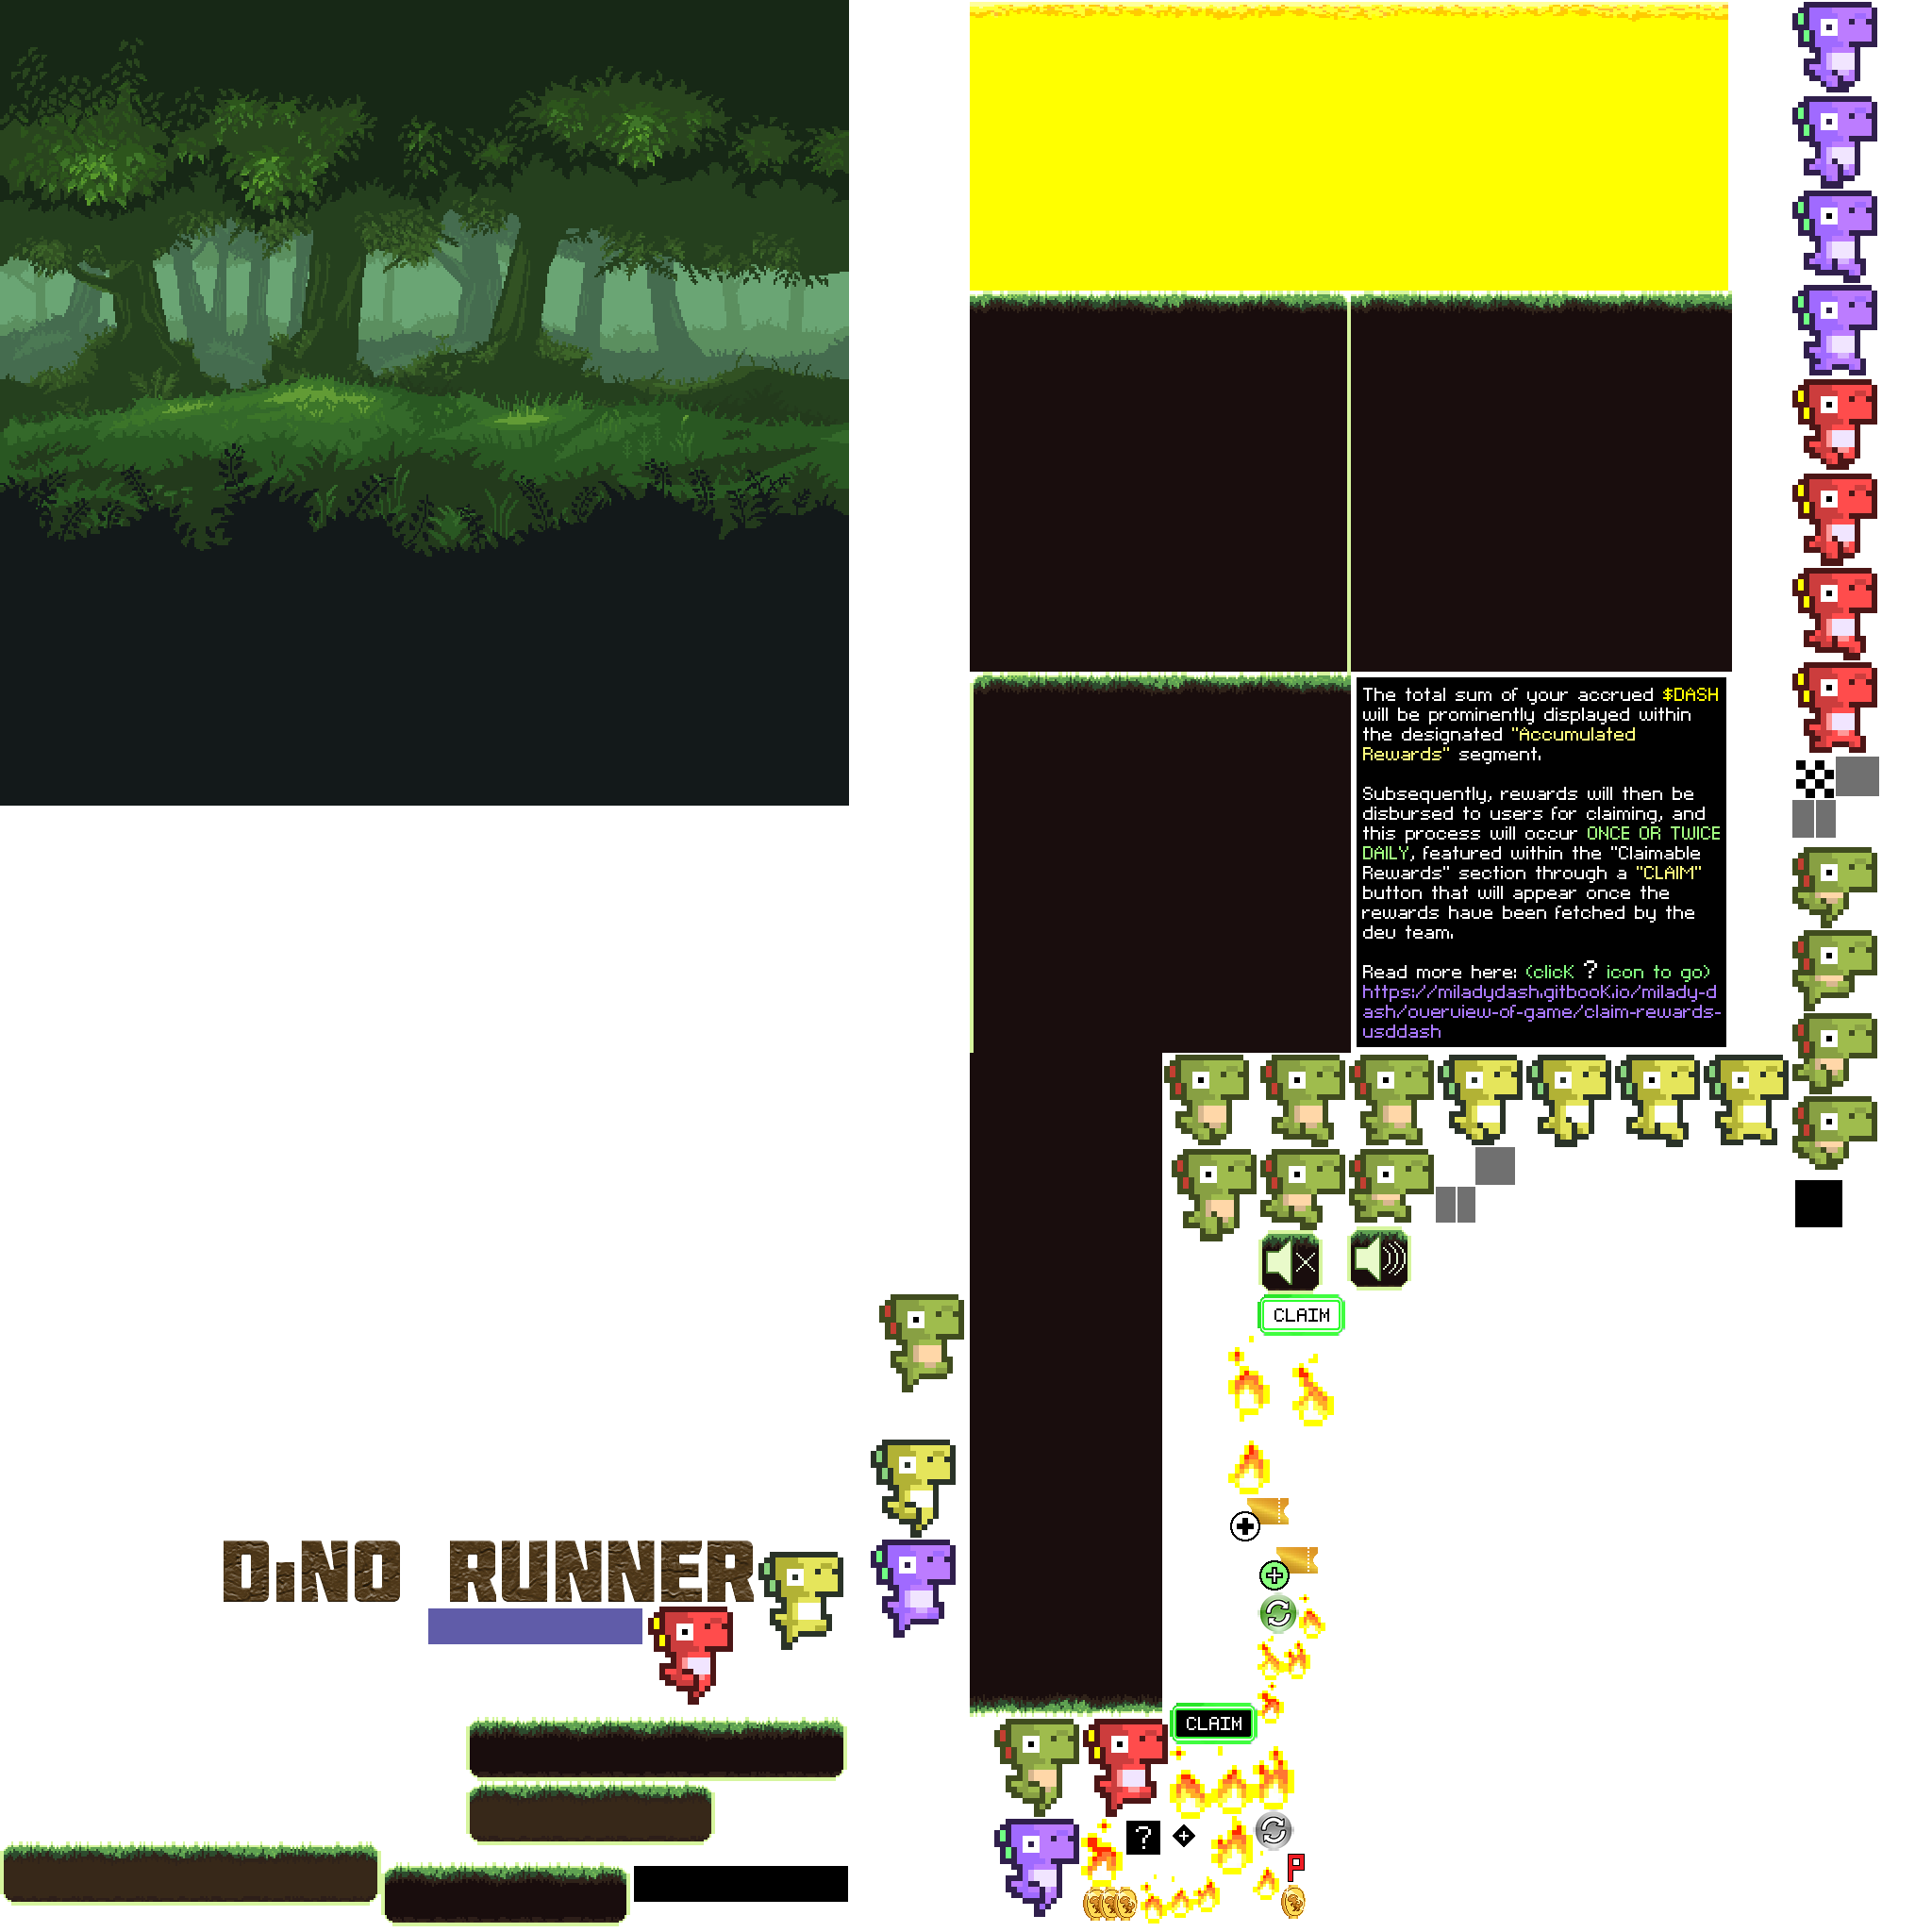 The total sum of your accrued $DASH
will be prominently displayed within
the designated "Accumulated
Rewards" segment.
Subsequently, rewards will then be
disbursed to users for claiming, and
this process will occur ONCE OR TWICE
DAILY, featured within the "Claimable
Rewards" section through a "CLAIM"
button that will appear once the
rewards have been fetched by the
dev team.
Read more here: (clicK ? icon to go)
https://miladydash.gitbooK.io/milady-d
ash/overview-of-game/claim-rewards-
usddash
CLAIM
DiNO RUNNER
CLAIM
?
P